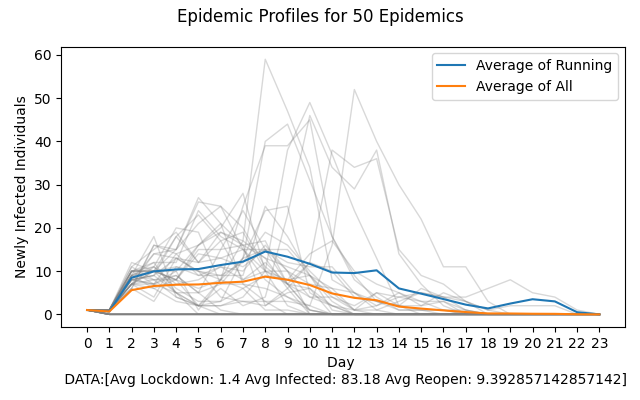 Epidemic Profiles for 50 Epidemics
60
50
40
30
20
10
0
Newly Infected Individuals
Average of Running
Average of All
0 1 2 3 4 5 6 7 8 9 10 11 12 13 14 15 16 17 18 19 20 21 22 23
Day
DATA:[Avg Lockdown: 1.4 Avg Infected: 83.18 Avg Reopen: 9.392857142857142]